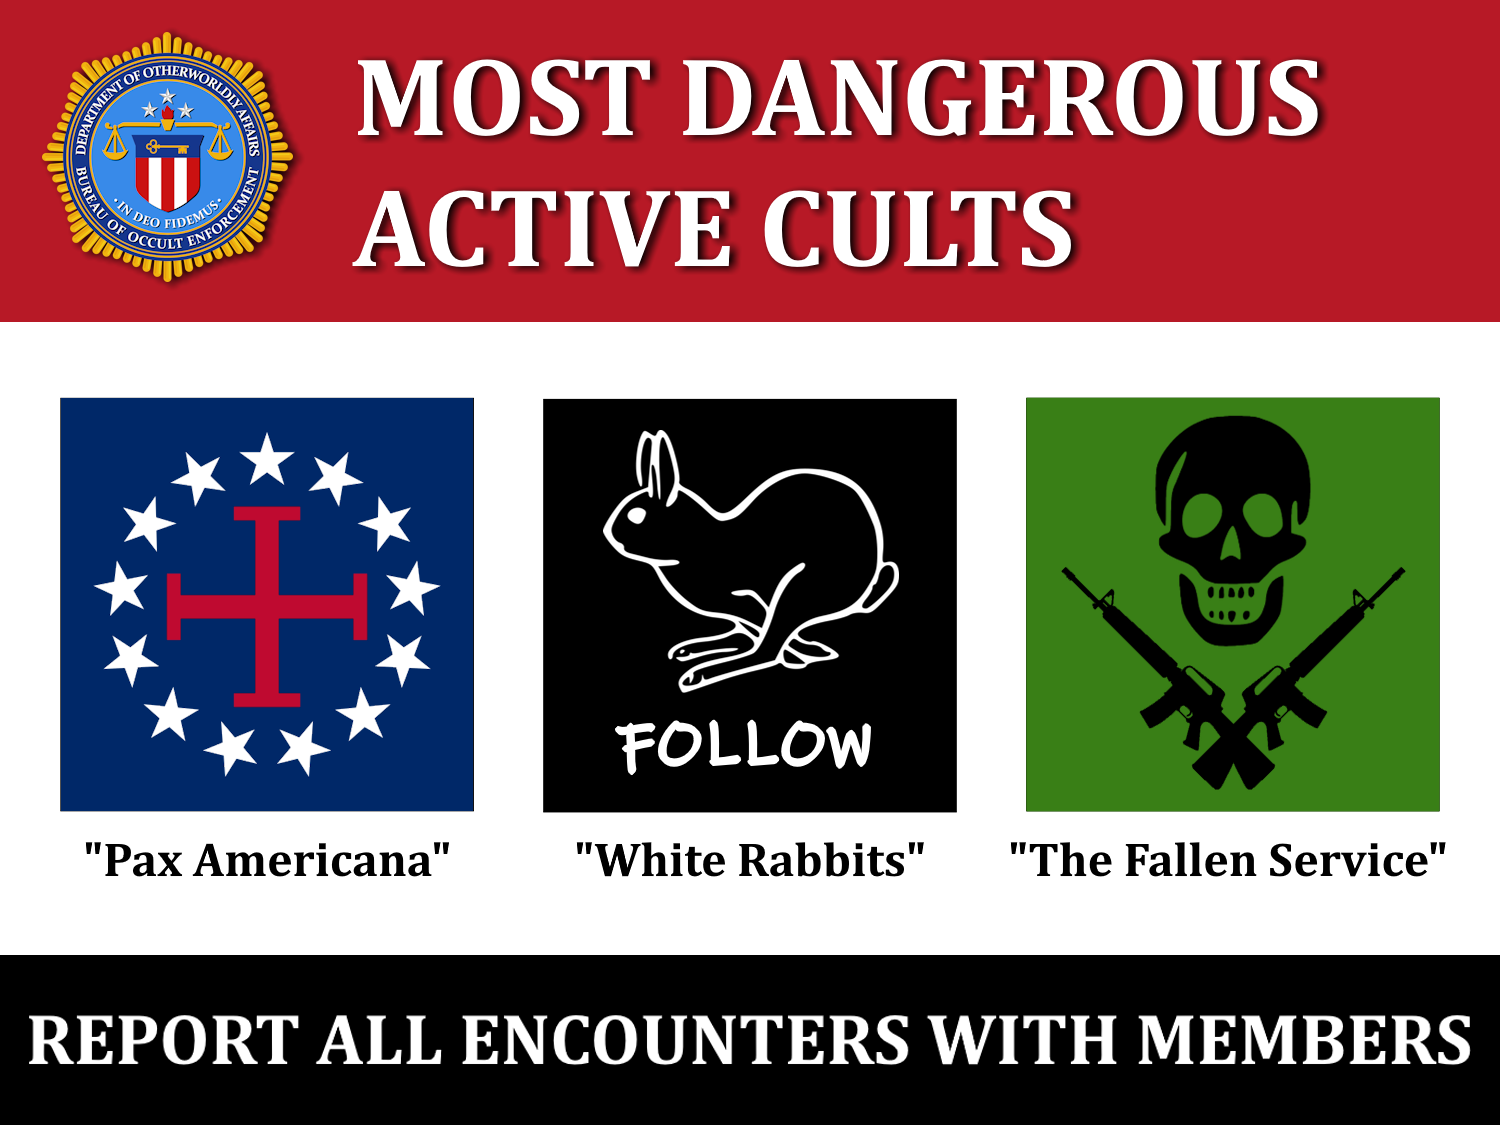 DEPARTMENT OF OTHERWORLDLY AFFAIRS
BUREAU OF OCCULT ENFORCEMENT
• IN DEO FIDEMUS •
MOST DANGEROUS
ACTIVE CULTS
FOLLOW
"Pax Americana"
"White Rabbits"
"The Fallen Service"
REPORT ALL ENCOUNTERS WITH MEMBERS